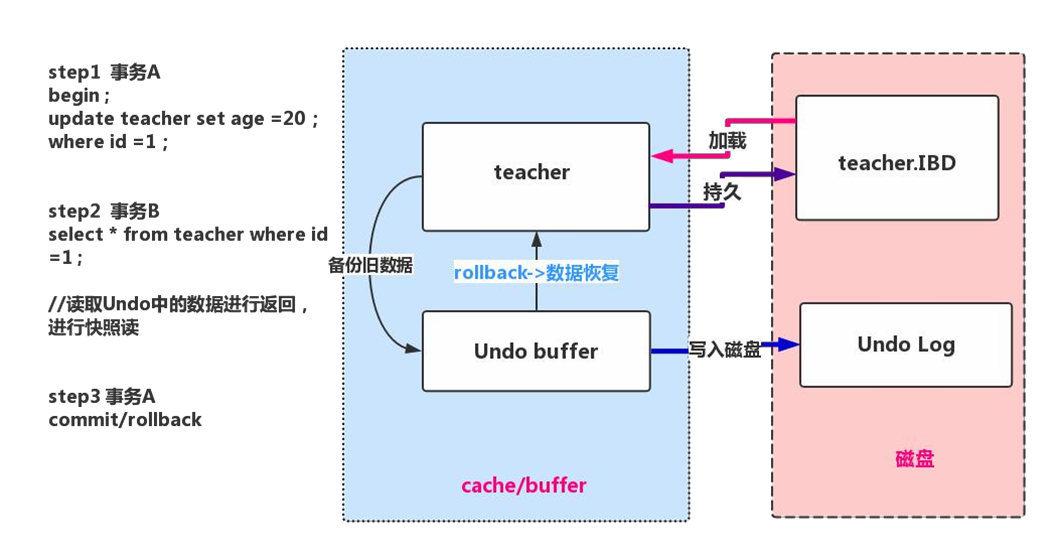 step1 事务A
begin ;
update teacher set age =20 ;
where id =1 ;
step2 事务B
select * from teacher where id
=1 ;
//读取Undo中的数据进行返回，
进行快照读
step3 事务A
commit/rollback
teacher
备份旧数据
rollback->数据恢复
Undo buffer
cache/buffer
加载
持久
写入磁盘
teacher.IBD
Undo Log
磁盘